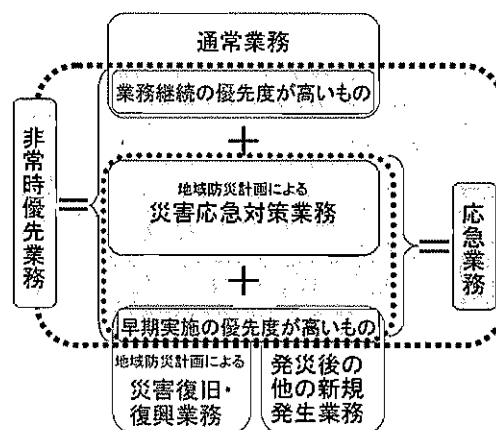 通常業務
業務継続の優先度が高いもの
+
非常時優先業務
=
地域防災計画による
災害応急対策業務
=
応急業務
+
早期実施の優先度が高いもの
地域防災計画による
災害復旧・
復興業務
発災後の
他の新規
発生業務